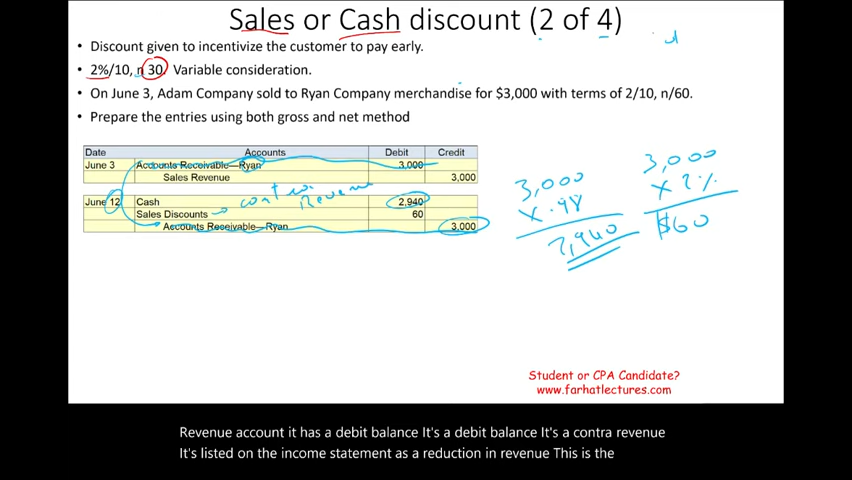 Sales or Cash discount (2 of 4)
• Discount given to incentivize the customer to pay early.
• 2%/10, n 30. Variable consideration.
• On June 3, Adam Company sold to Ryan Company merchandise for $3,000 with terms of 2/10, n/60.
• Prepare the entries using both gross and net method
Date Accounts Debit Credit
June 3 Accounts Receivable—Ryan 3,000
Sales Revenue 3,000
June 12 Cash 2,940
Sales Discounts 60
Accounts Receivable—Ryan 3,000
contra
Revenue
3,000
x .98
2,940
3,000
x 2%
$60
Student or CPA Candidate?
www.farhatlectures.com
Revenue account it has a debit balance It's a debit balance It's a contra revenue
It's listed on the income statement as a reduction in revenue This is the